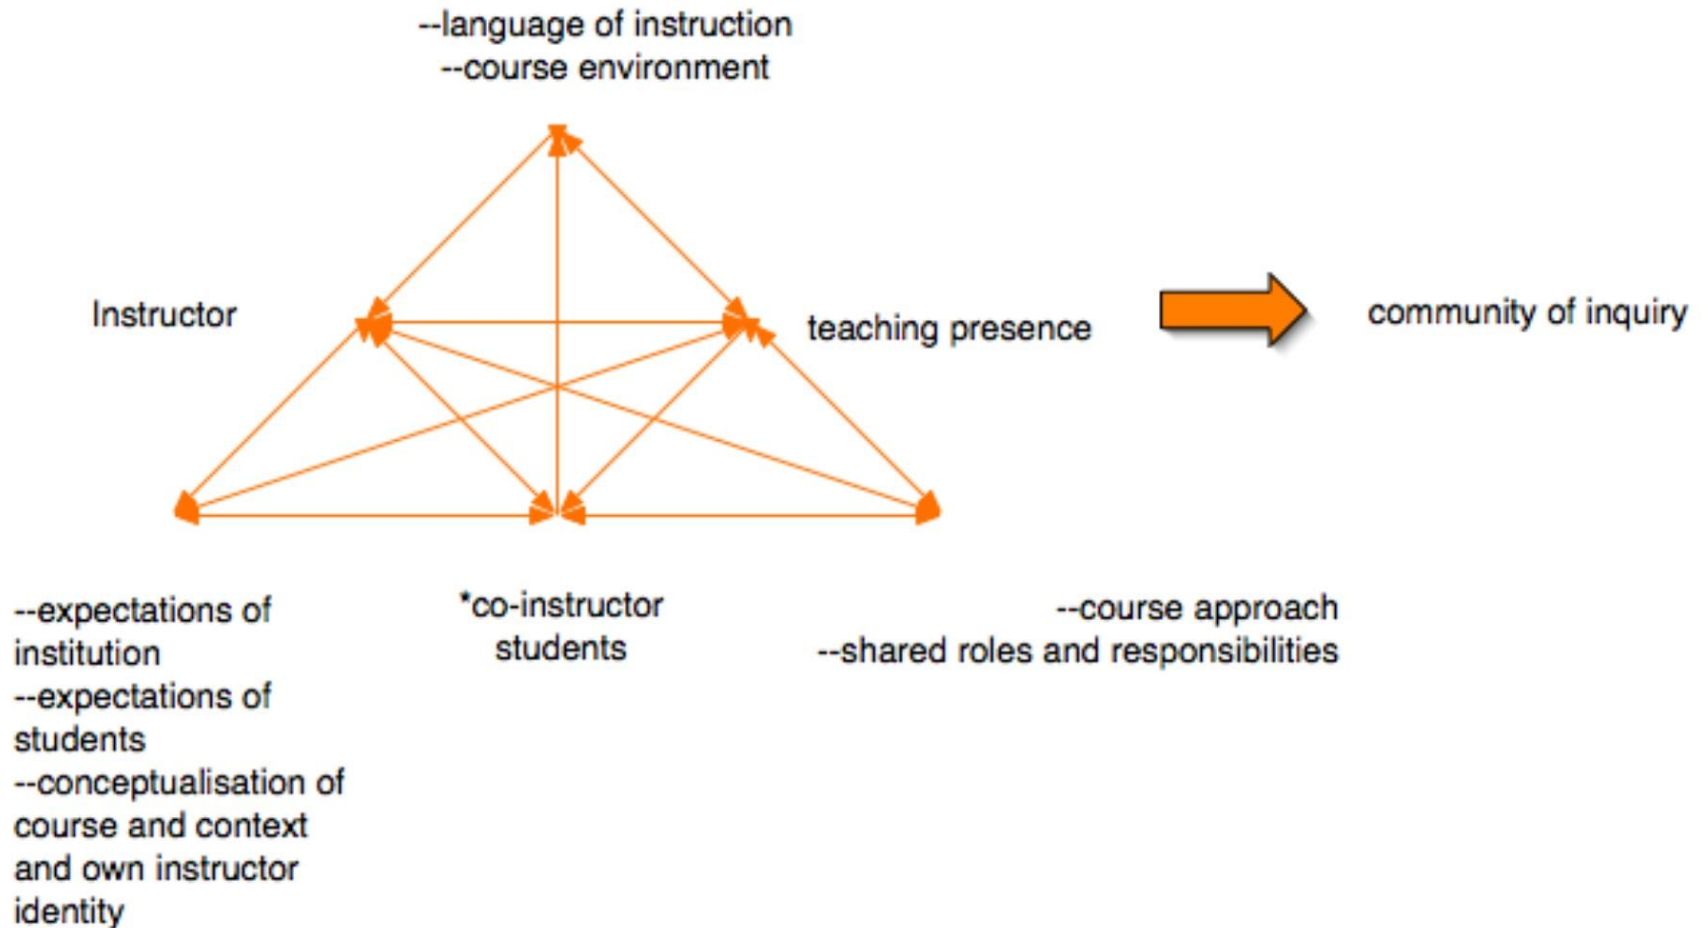 --language of instruction
--course environment
Instructor
teaching presence
community of inquiry
--expectations of
institution
--expectations of
students
--conceptualisation of
course and context
and own instructor
identity
*co-instructor
students
--course approach
--shared roles and responsibilities